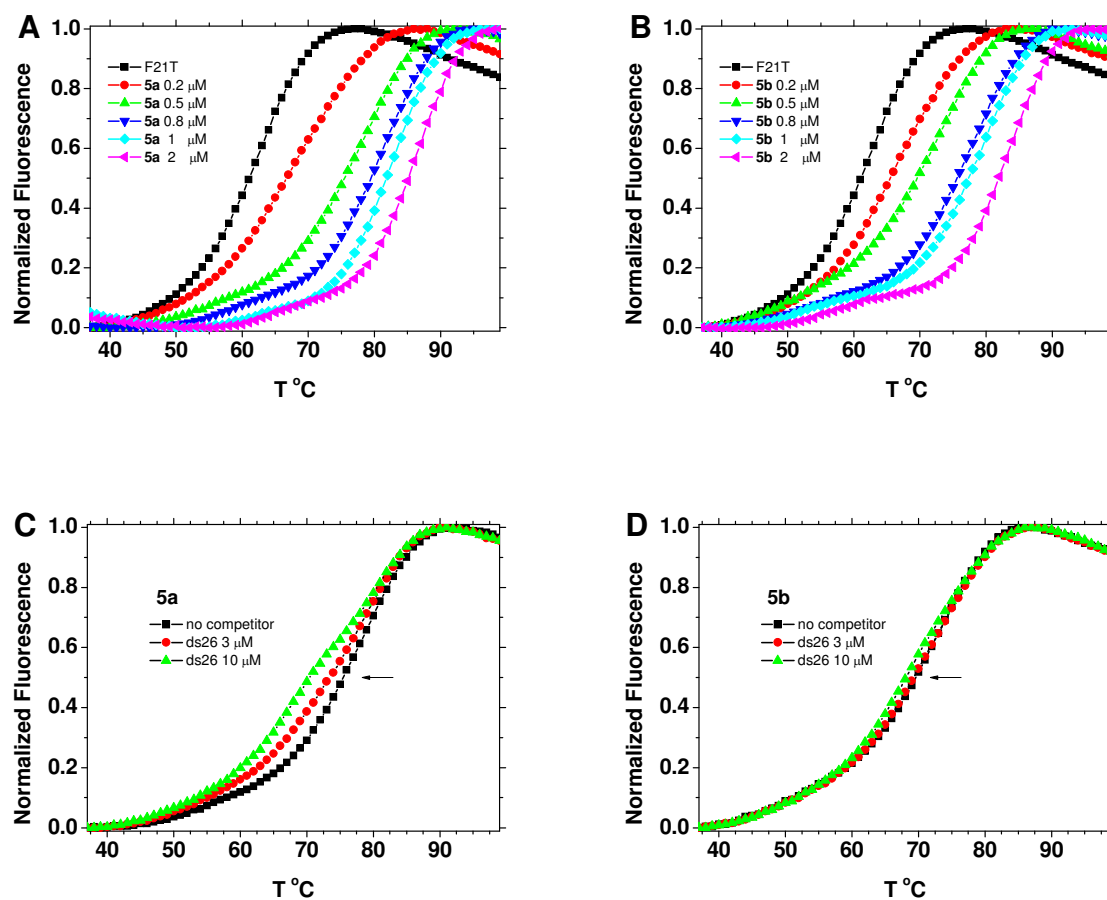 A
Normalized Fluorescence
1.0
0.8
0.6
0.4
0.2
0.0
F21T
5a 0.2 μM
5a 0.5 μM
5a 0.8 μM
5a 1 μM
5a 2 μM
40 50 60 70 80 90
T °C
B
Normalized Fluorescence
1.0
0.8
0.6
0.4
0.2
0.0
F21T
5b 0.2 μM
5b 0.5 μM
5b 0.8 μM
5b 1 μM
5b 2 μM
40 50 60 70 80 90
T °C
C
Normalized Fluorescence
1.0
0.8
0.6
0.4
0.2
0.0
5a
no competitor
ds26 3 μM
ds26 10 μM
40 50 60 70 80 90
T °C
D
Normalized Fluorescence
1.0
0.8
0.6
0.4
0.2
0.0
5b
no competitor
ds26 3 μM
ds26 10 μM
40 50 60 70 80 90
T °C